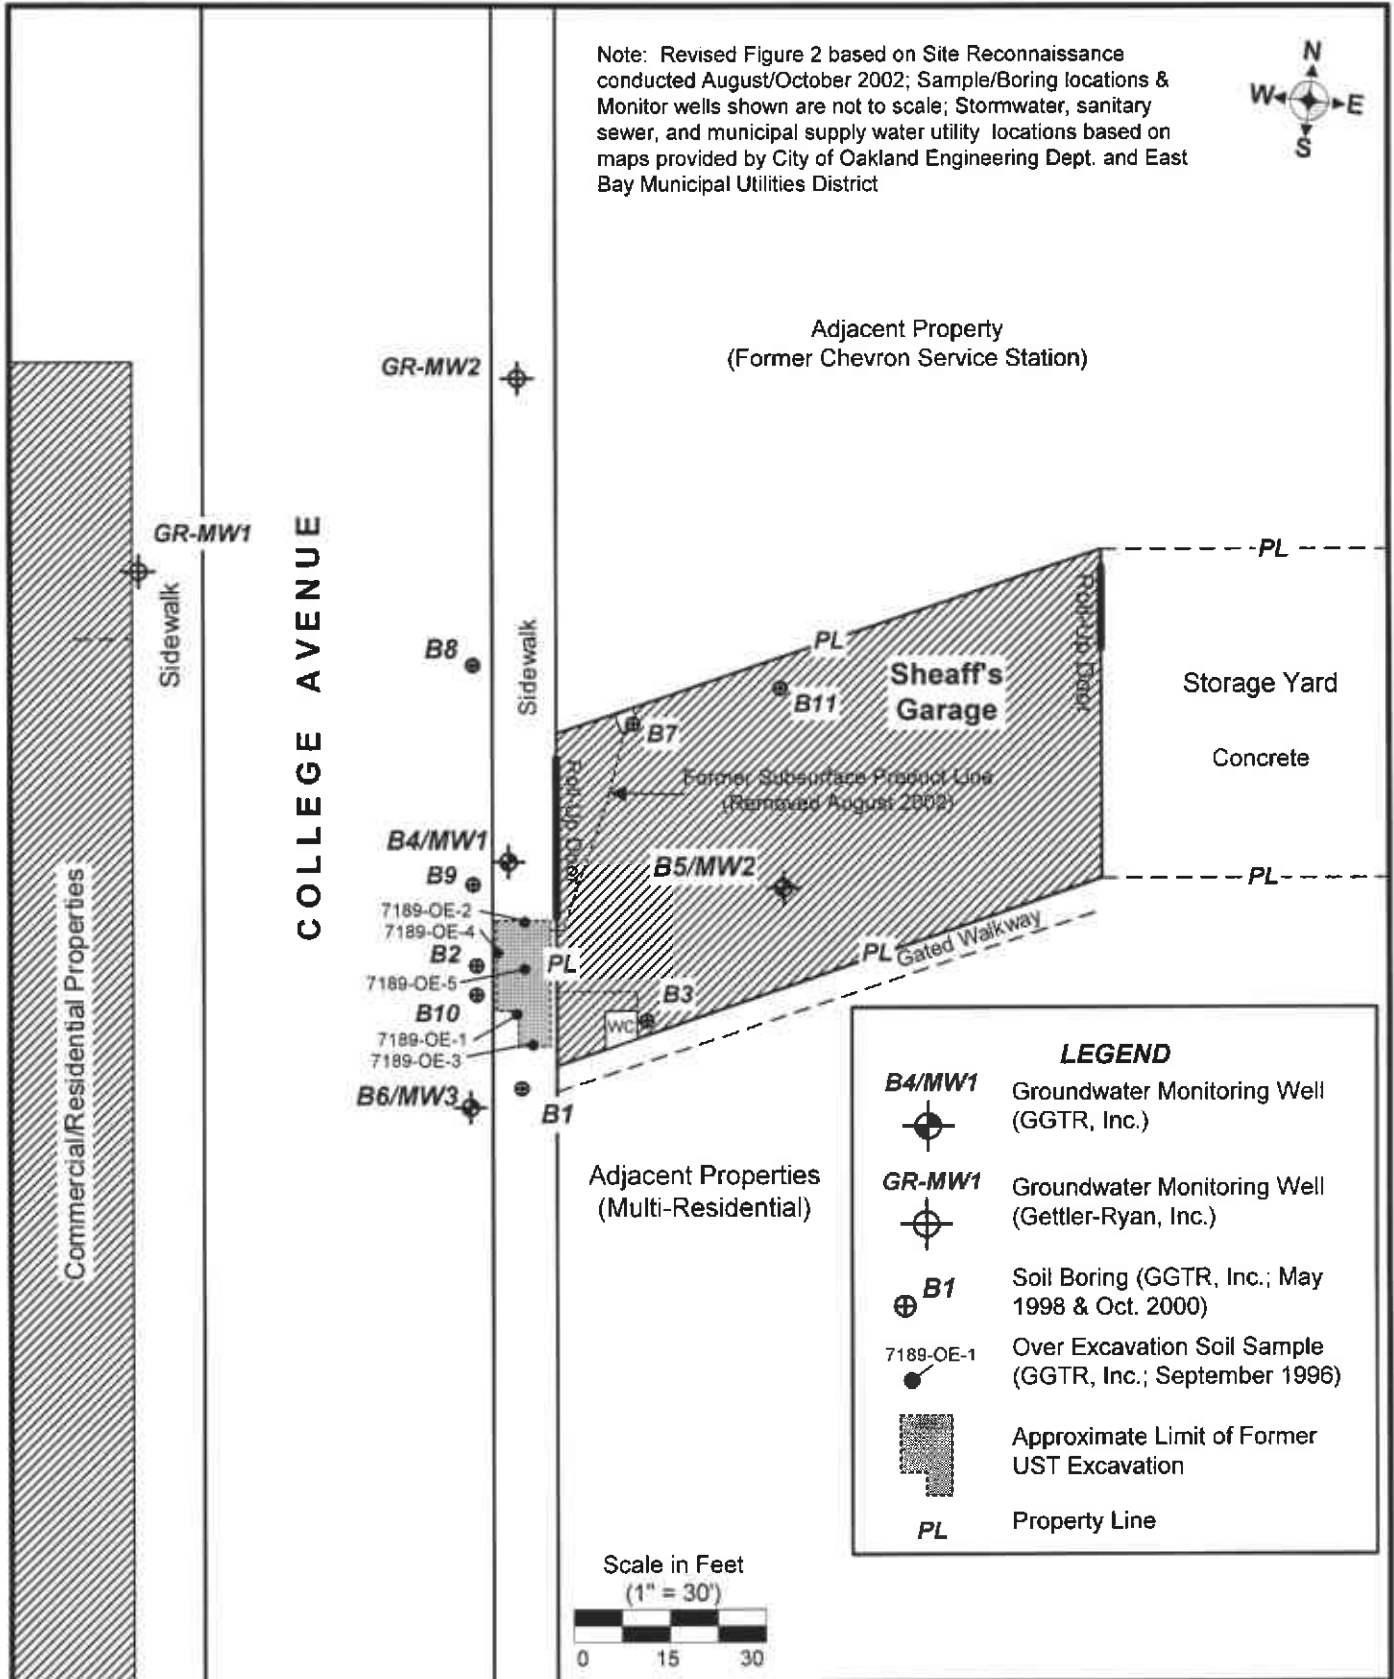 Note: Revised Figure 2 based on Site Reconnaissance
conducted August/October 2002; Sample/Boring locations &
Monitor wells shown are not to scale; Stormwater, sanitary
sewer, and municipal supply water utility locations based on
maps provided by City of Oakland Engineering Dept. and East
Bay Municipal Utilities District
N
W
E
S
Adjacent Property
(Former Chevron Service Station)
GR-MW2
GR-MW1
Sidewalk
COLLEGE AVENUE
Sidewalk
B8
PL
PL
Sheaff's
Garage
Roll-Up Door
Storage Yard
Concrete
B11
B7
Former Subsurface Product Line
(Removed August 2002)
Roll-Up Door
B4/MW1
B9
B5/MW2
PL
7189-OE-2
7189-OE-4
B2
PL
PL
Gated Walkway
7189-OE-5
B3
B10
WC
7189-OE-1
7189-OE-3
B6/MW3
B1
Commercial/Residential Properties
Adjacent Properties
(Multi-Residential)
LEGEND
B4/MW1
Groundwater Monitoring Well
(GGTR, Inc.)
GR-MW1
Groundwater Monitoring Well
(Gettler-Ryan, Inc.)
B1
Soil Boring (GGTR, Inc.; May
1998 & Oct. 2000)
7189-OE-1
Over Excavation Soil Sample
(GGTR, Inc.; September 1996)
Approximate Limit of Former
UST Excavation
PL
Property Line
Scale in Feet
(1" = 30')
0 15 30